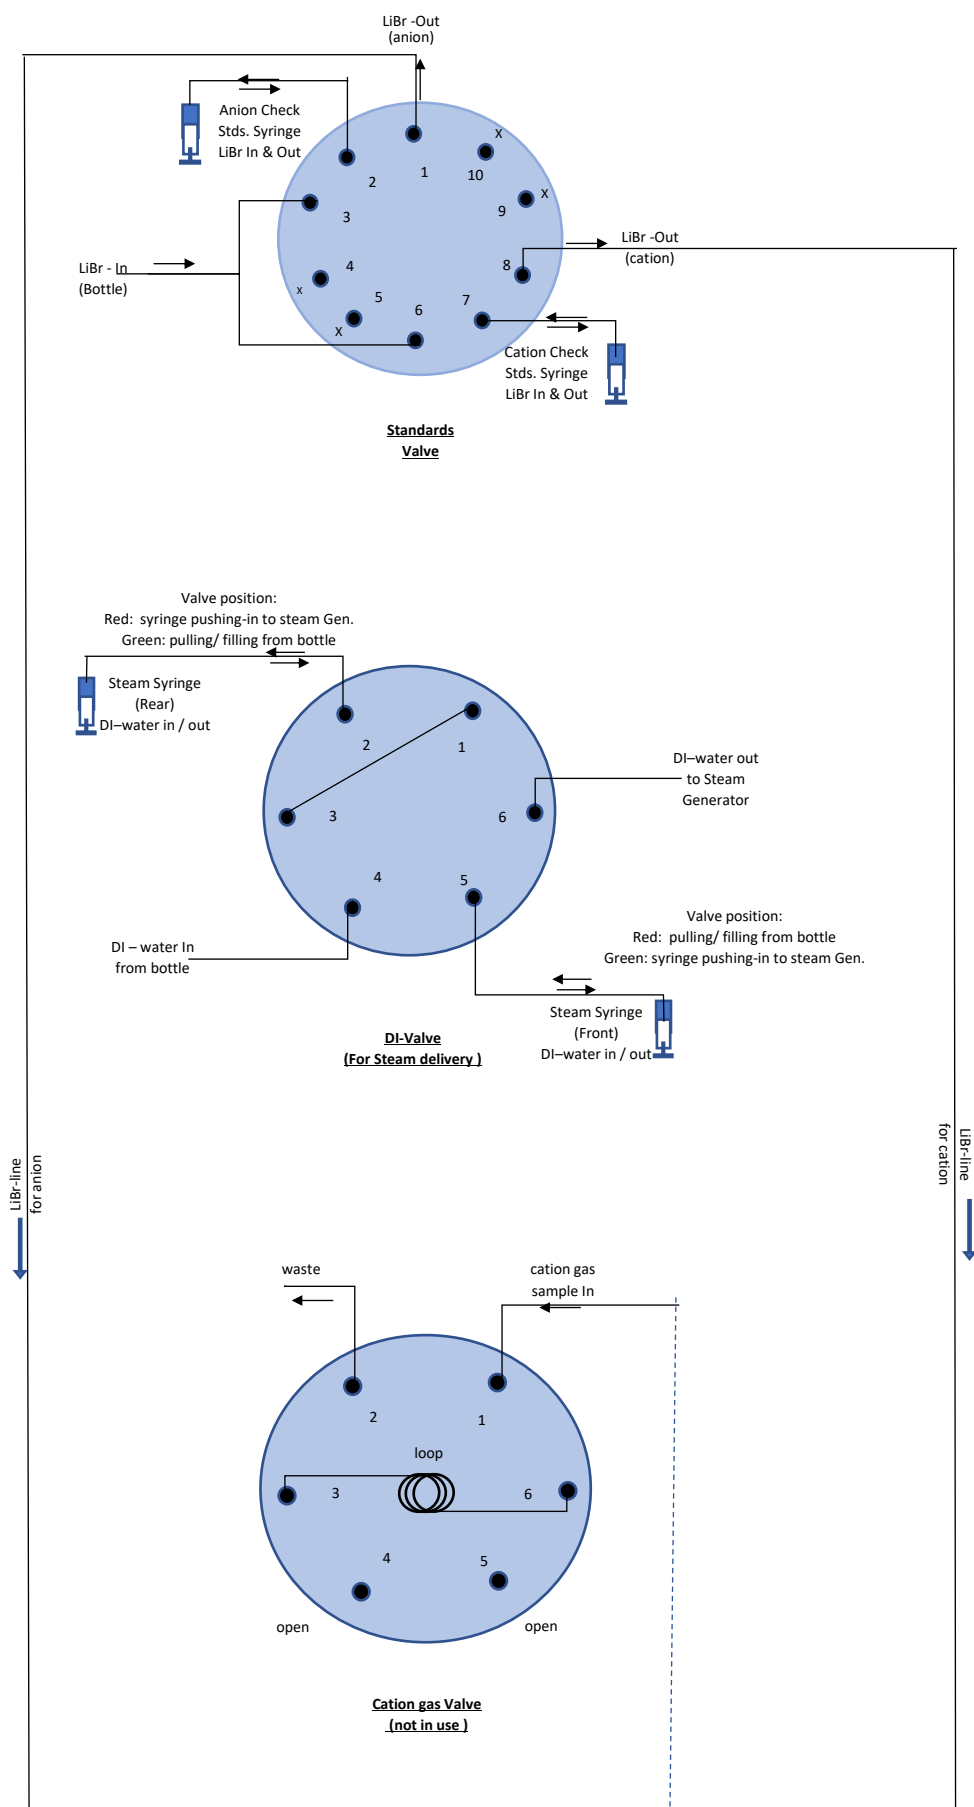 LiBr -Out
(anion)
Anion Check
Stds. Syringe
LiBr In & Out
x
10
1
2
x
9
3
LiBr -Out
(cation)
8
LiBr - In
(Bottle)
4
x
5
7
6
x
Cation Check
Stds. Syringe
LiBr In & Out
Standards
Valve
Valve position:
Red: syringe pushing-in to steam Gen.
Green: pulling/ filling from bottle
Steam Syringe
(Rear)
DI–water in / out
2
1
DI–water out
to Steam
Generator
3
6
4
5
Valve position:
Red: pulling/ filling from bottle
Green: syringe pushing-in to steam Gen.
DI – water In
from bottle
Steam Syringe
(Front)
DI–water in / out
DI-Valve
(For Steam delivery )
LiBr-line
for anion
LiBr-line
for cation
waste
cation gas
sample In
2
1
loop
3
6
4
5
open
open
Cation gas Valve
(not in use )